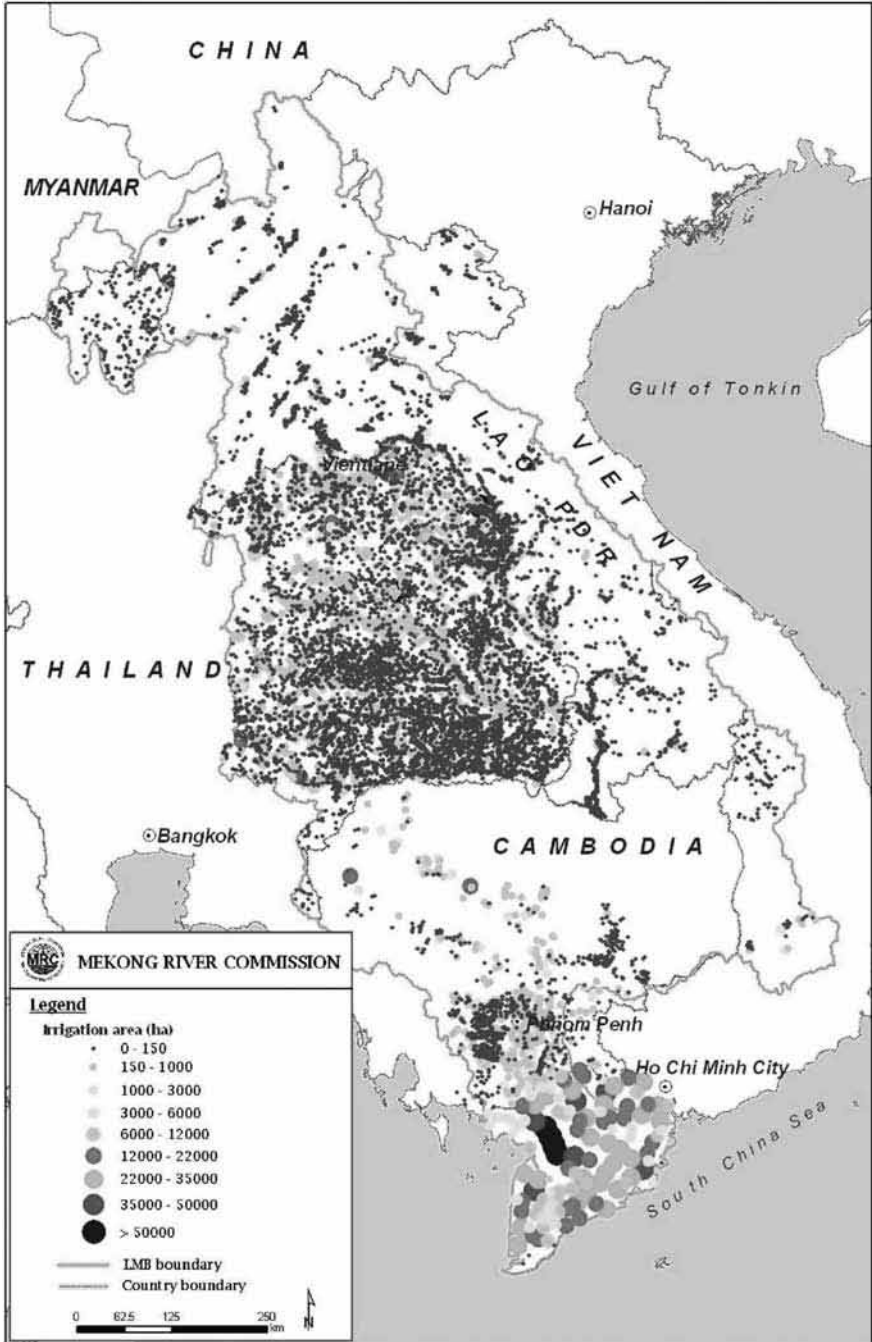 CHINA
MYANMAR
Hanoi
Gulf of Tonkin
LAO PDR
VIET NAM
Vientiane
THAILAND
Bangkok
CAMBODIA
Phnom Penh
Ho Chi Minh City
South China Sea
MRC
MEKONG RIVER COMMISSION
Legend
Irrigation area (ha)
0 - 150
150 - 1000
1000 - 3000
3000 - 6000
6000 - 12000
12000 - 22000
22000 - 35000
35000 - 50000
> 50000
LMB boundary
Country boundary
0 62.5 125 250
km
N